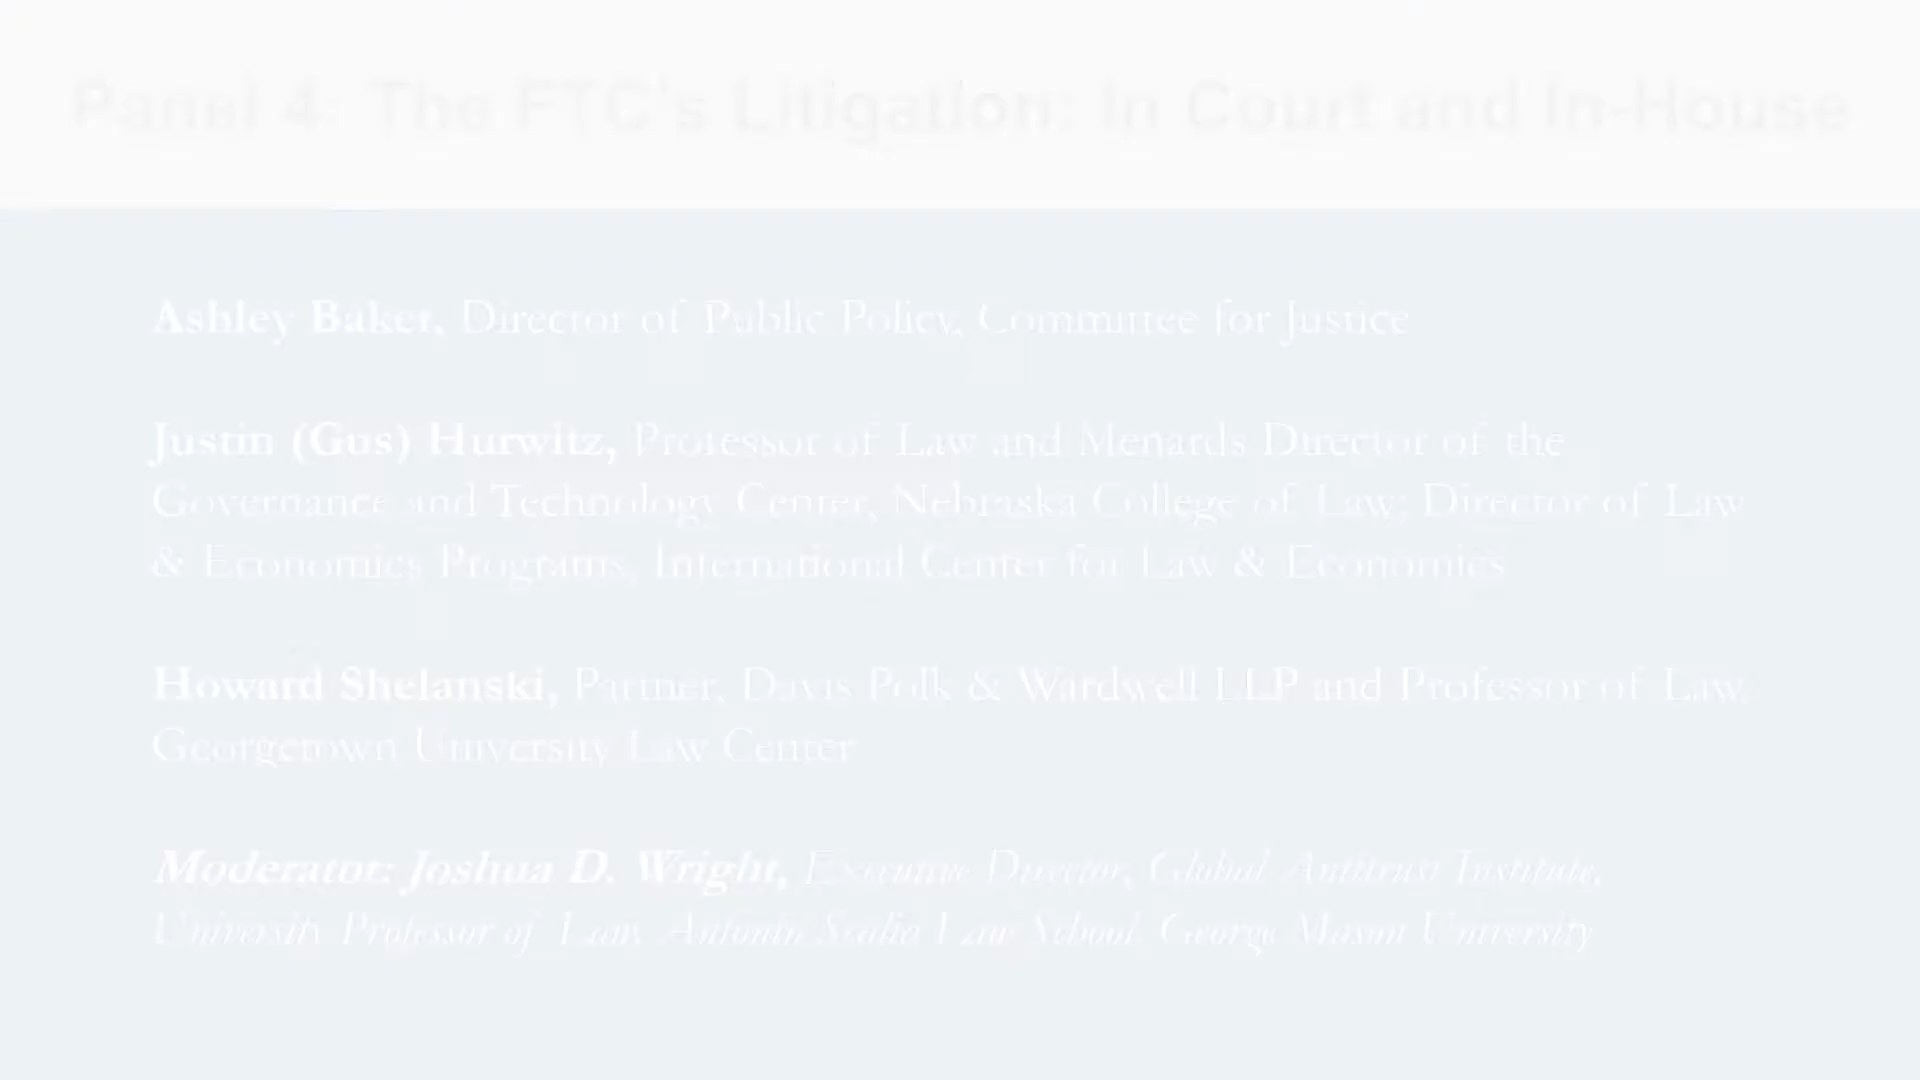 Panel 4: The FTC's Litigation: In Court and In-House
Ashley Baker, Director of Public Policy, Committee for Justice
Justin (Gus) Hurwitz, Professor of Law and Menards Director of the
Governance and Technology Center, Nebraska College of Law; Director of Law
& Economics Programs, International Center for Law & Economics
Howard Shelanski, Partner, Davis Polk & Wardwell LLP and Professor of Law,
Georgetown University Law Center
Moderator: Joshua D. Wright, Executive Director, Global Antitrust Institute,
University Professor of Law, Antonin Scalia Law School, George Mason University